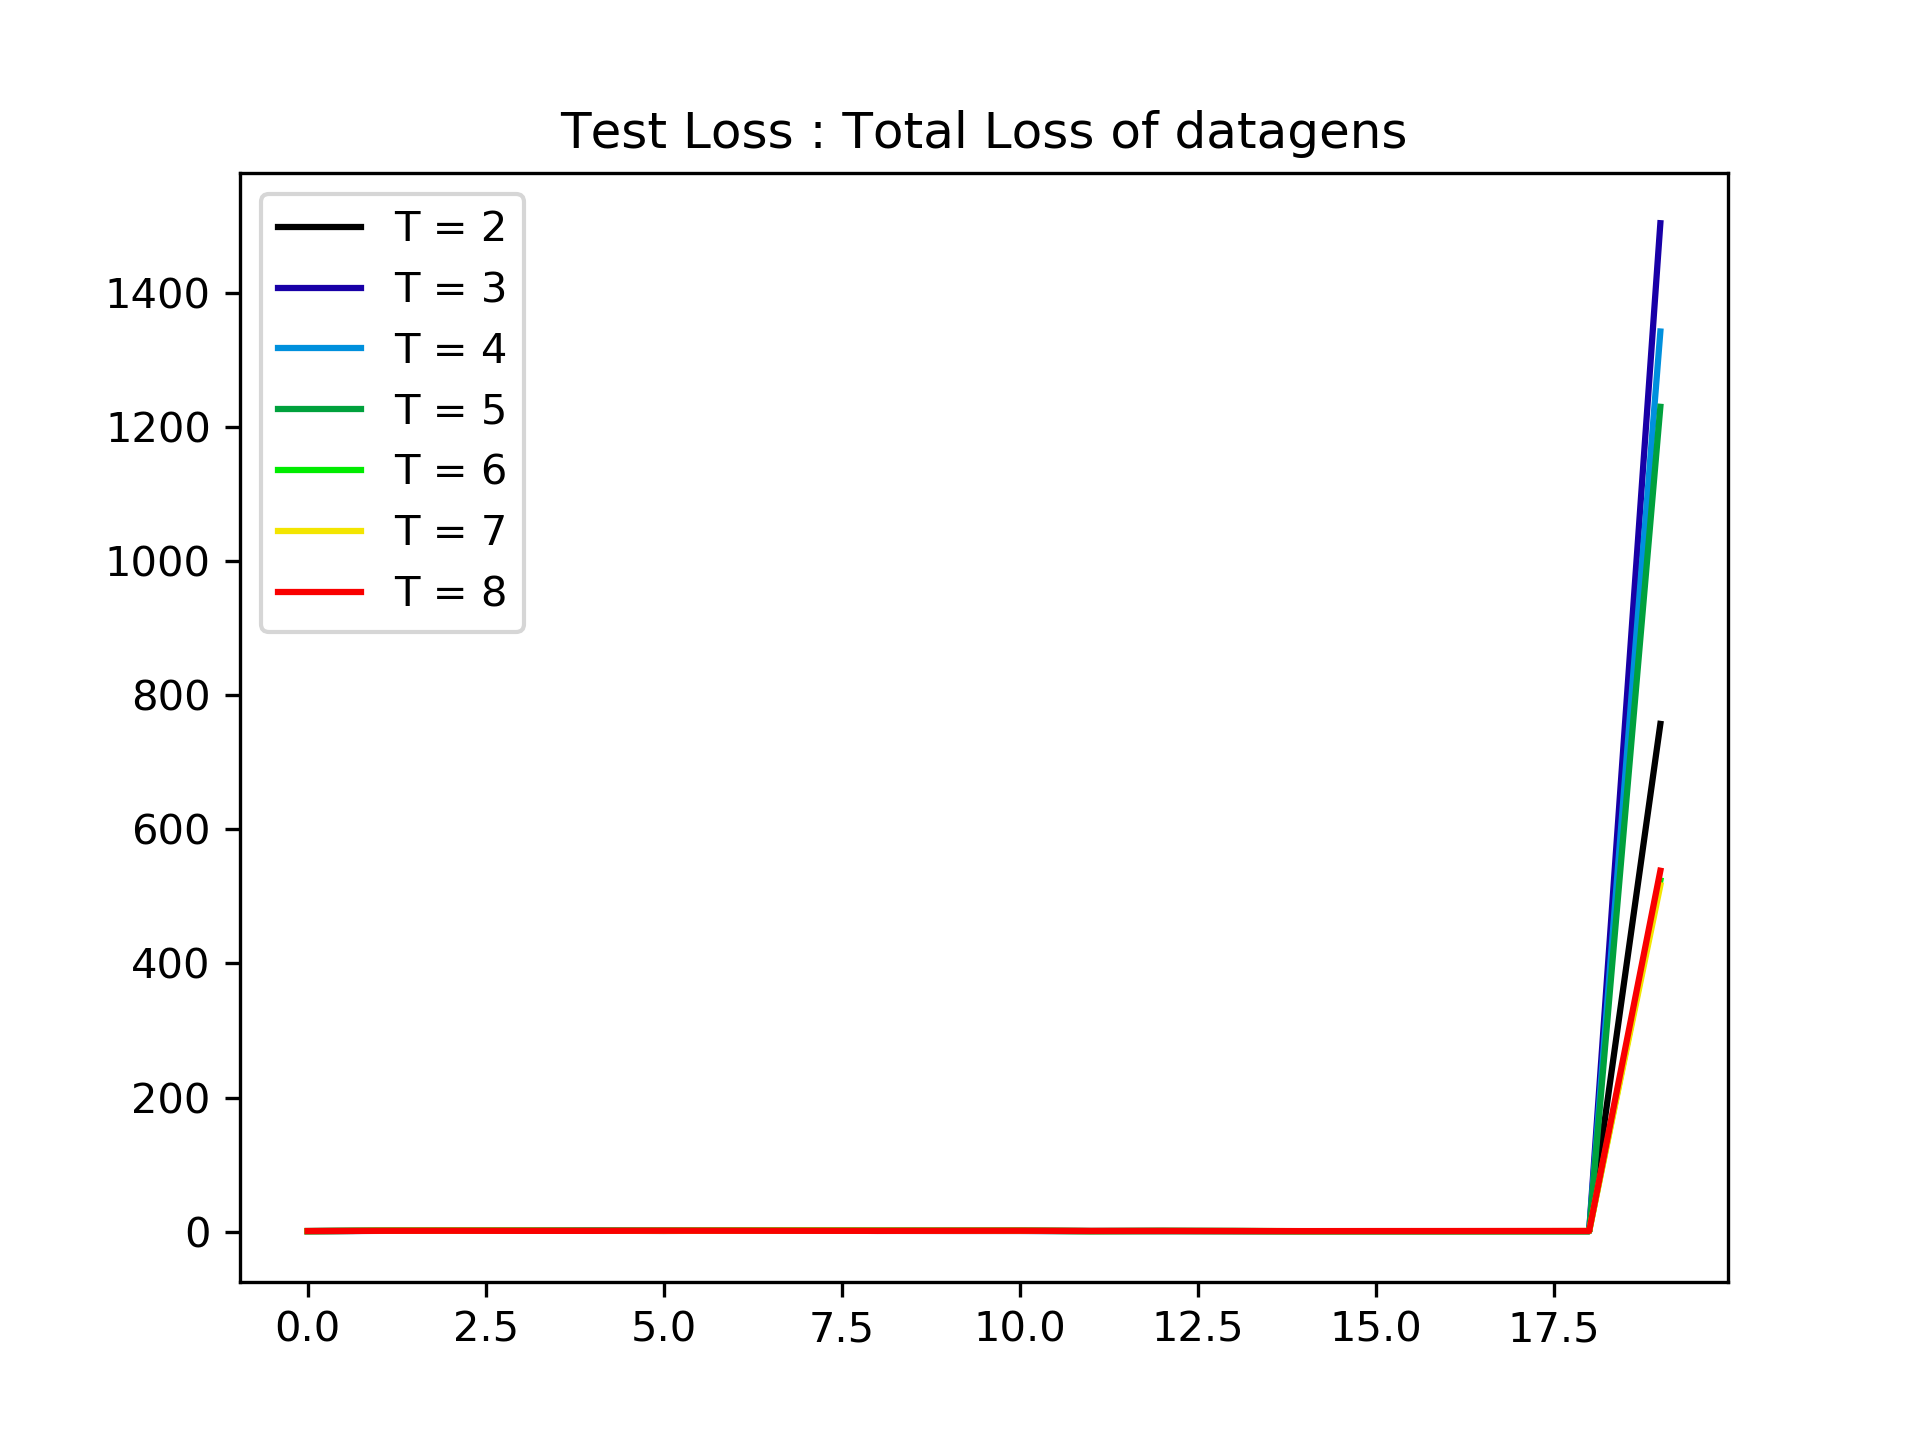 Test Loss : Total Loss of datagens
T = 2
T = 3
T = 4
T = 5
T = 6
T = 7
T = 8
1400
1200
1000
800
600
400
200
0
0.0 2.5 5.0 7.5 10.0 12.5 15.0 17.5